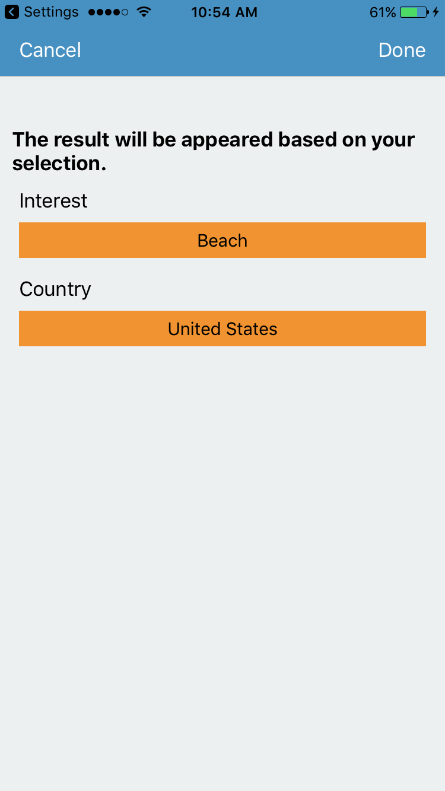 Settings 10:54 AM 61%
Cancel Done
The result will be appeared based on your
selection.
Interest
Beach
Country
United States